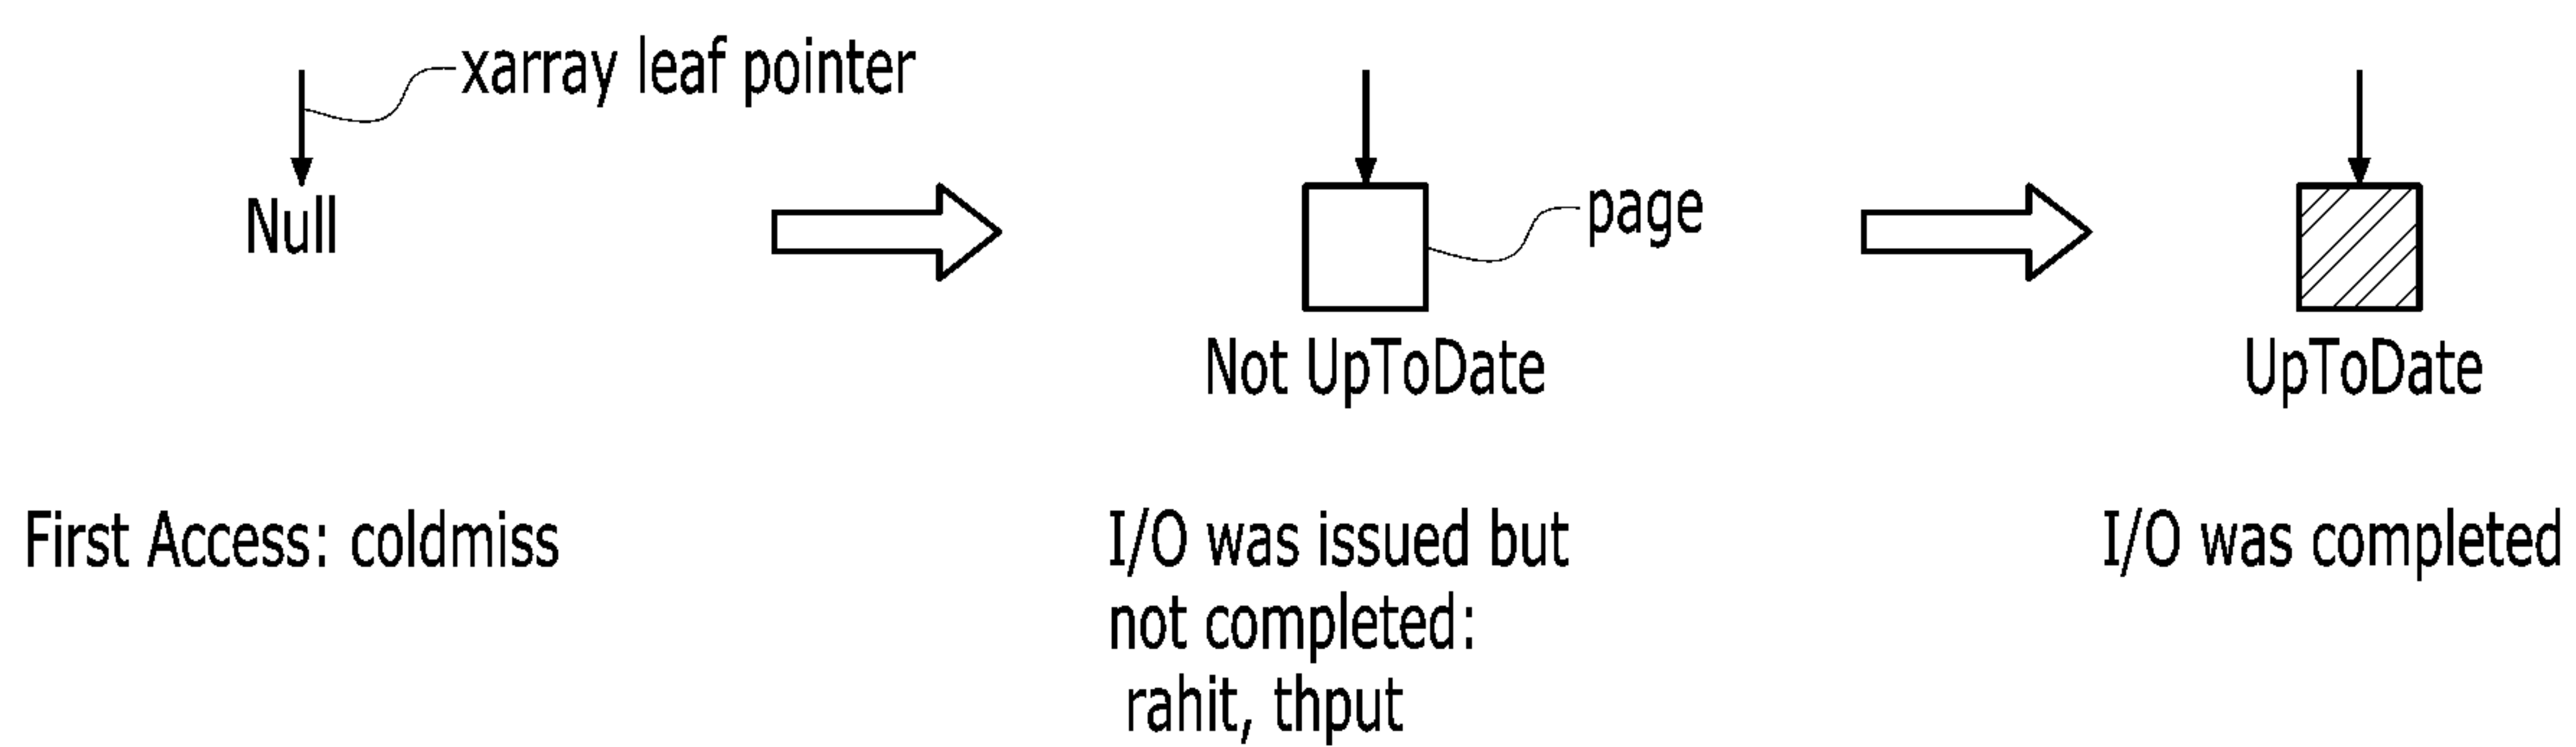 xarray leaf pointer
Null
page
Not UpToDate
UpToDate
First Access: coldmiss
I/O was issued but
not completed:
rahit, thput
I/O was completed